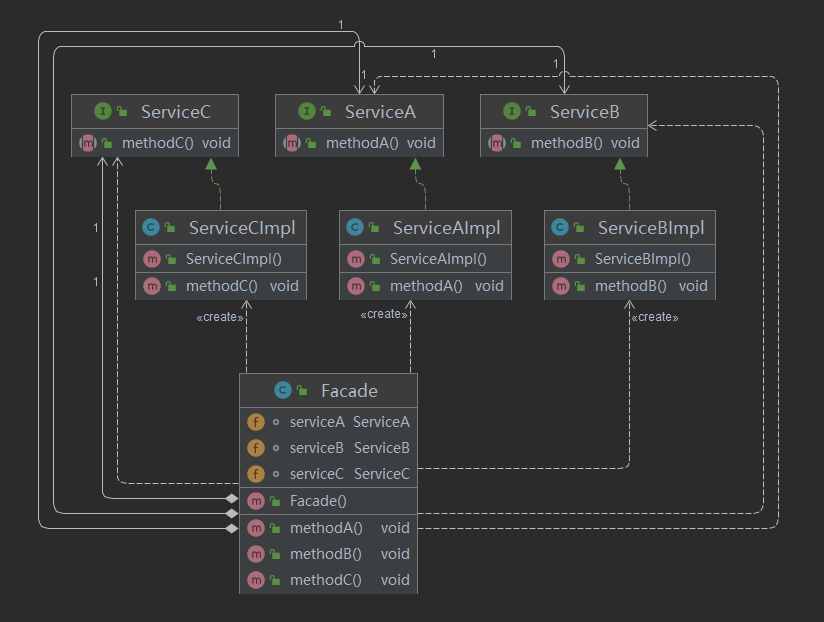 1
1
1
1
ServiceC
ServiceA
ServiceB
I
I
I
m methodC() void
m methodA() void
m methodB() void
1
1
C ServiceCImpl
C ServiceAImpl
C ServiceBImpl
m ServiceCImpl()
m ServiceAImpl()
m ServiceBImpl()
m methodC() void
m methodA() void
m methodB() void
«create»
«create»
«create»
C Facade
f serviceA ServiceA
f serviceB ServiceB
f serviceC ServiceC
m Facade()
m methodA() void
m methodB() void
m methodC() void